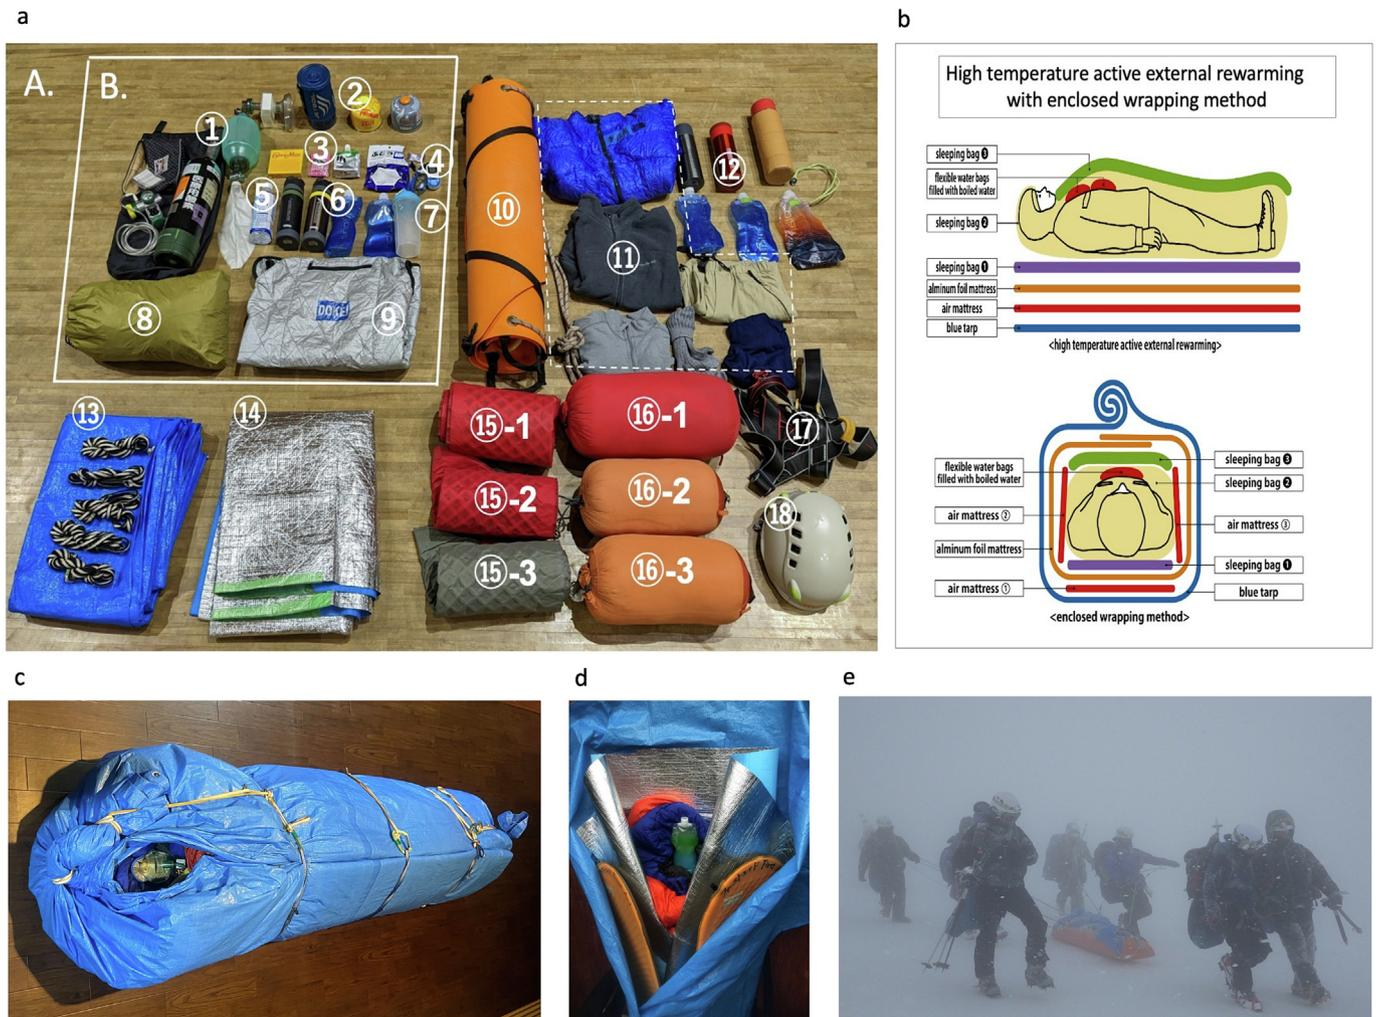 a
b
A.
B.
①
②
③
④
⑤
⑥
⑦
⑧
⑨
⑩
⑪
⑫
⑬
⑭
⑮-1
⑮-2
⑮-3
⑯-1
⑯-2
⑯-3
⑰
⑱
High temperature active external rewarming
with enclosed wrapping method
sleeping bag ❸
flexible water bags
filled with boiled water
sleeping bag ❷
sleeping bag ❶
alminum foil mattress
air mattress
blue tarp
<high temperature active external rewarming>
flexible water bags
filled with boiled water
air mattress ②
alminum foil mattress
air mattress ①
sleeping bag ❸
sleeping bag ❷
air mattress ③
sleeping bag ❶
blue tarp
<enclosed wrapping method>
c
d
e